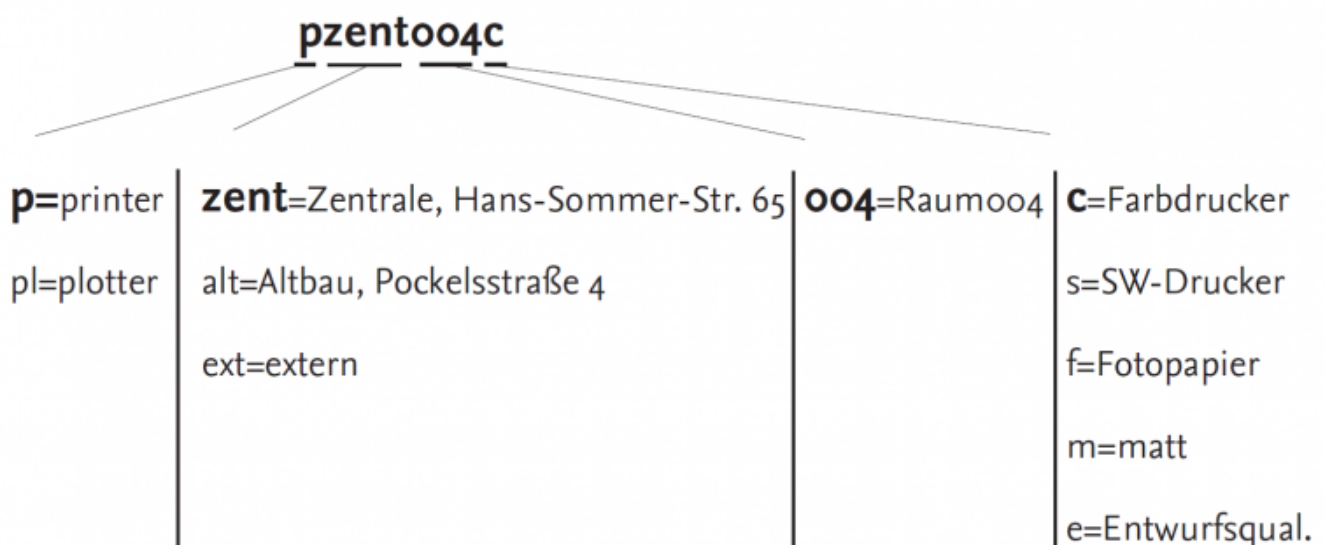 pzent004c
p=printer zent=Zentrale, Hans-Sommer-Str. 65 004=Raum004 c=Farbdrucker
pl=plotter alt=Altbau, Pockelsstraße 4 s=SW-Drucker
ext=extern f=Fotopapier
m=matt
e=Entwurfsqual.